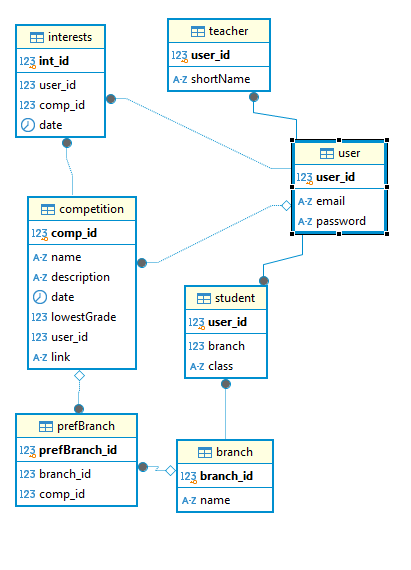 interests
123 int_id
123 user_id
123 comp_id
date
teacher
123 user_id
A-Z shortName
user
123 user_id
A-Z email
A-Z password
competition
123 comp_id
A-Z name
A-Z description
date
123 lowestGrade
123 user_id
A-Z link
student
123 user_id
123 branch
A-Z class
prefBranch
123 prefBranch_id
123 branch_id
123 comp_id
branch
123 branch_id
A-Z name